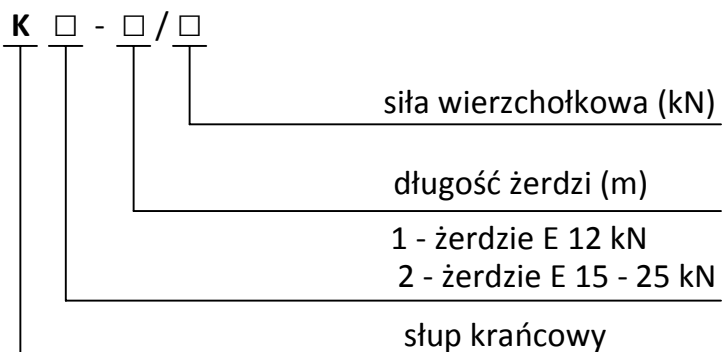 K □ - □ / □
siła wierzchołkowa (kN)
długość żerdzi (m)
1 - żerdzie E 12 kN
2 - żerdzie E 15 - 25 kN
słup krańcowy